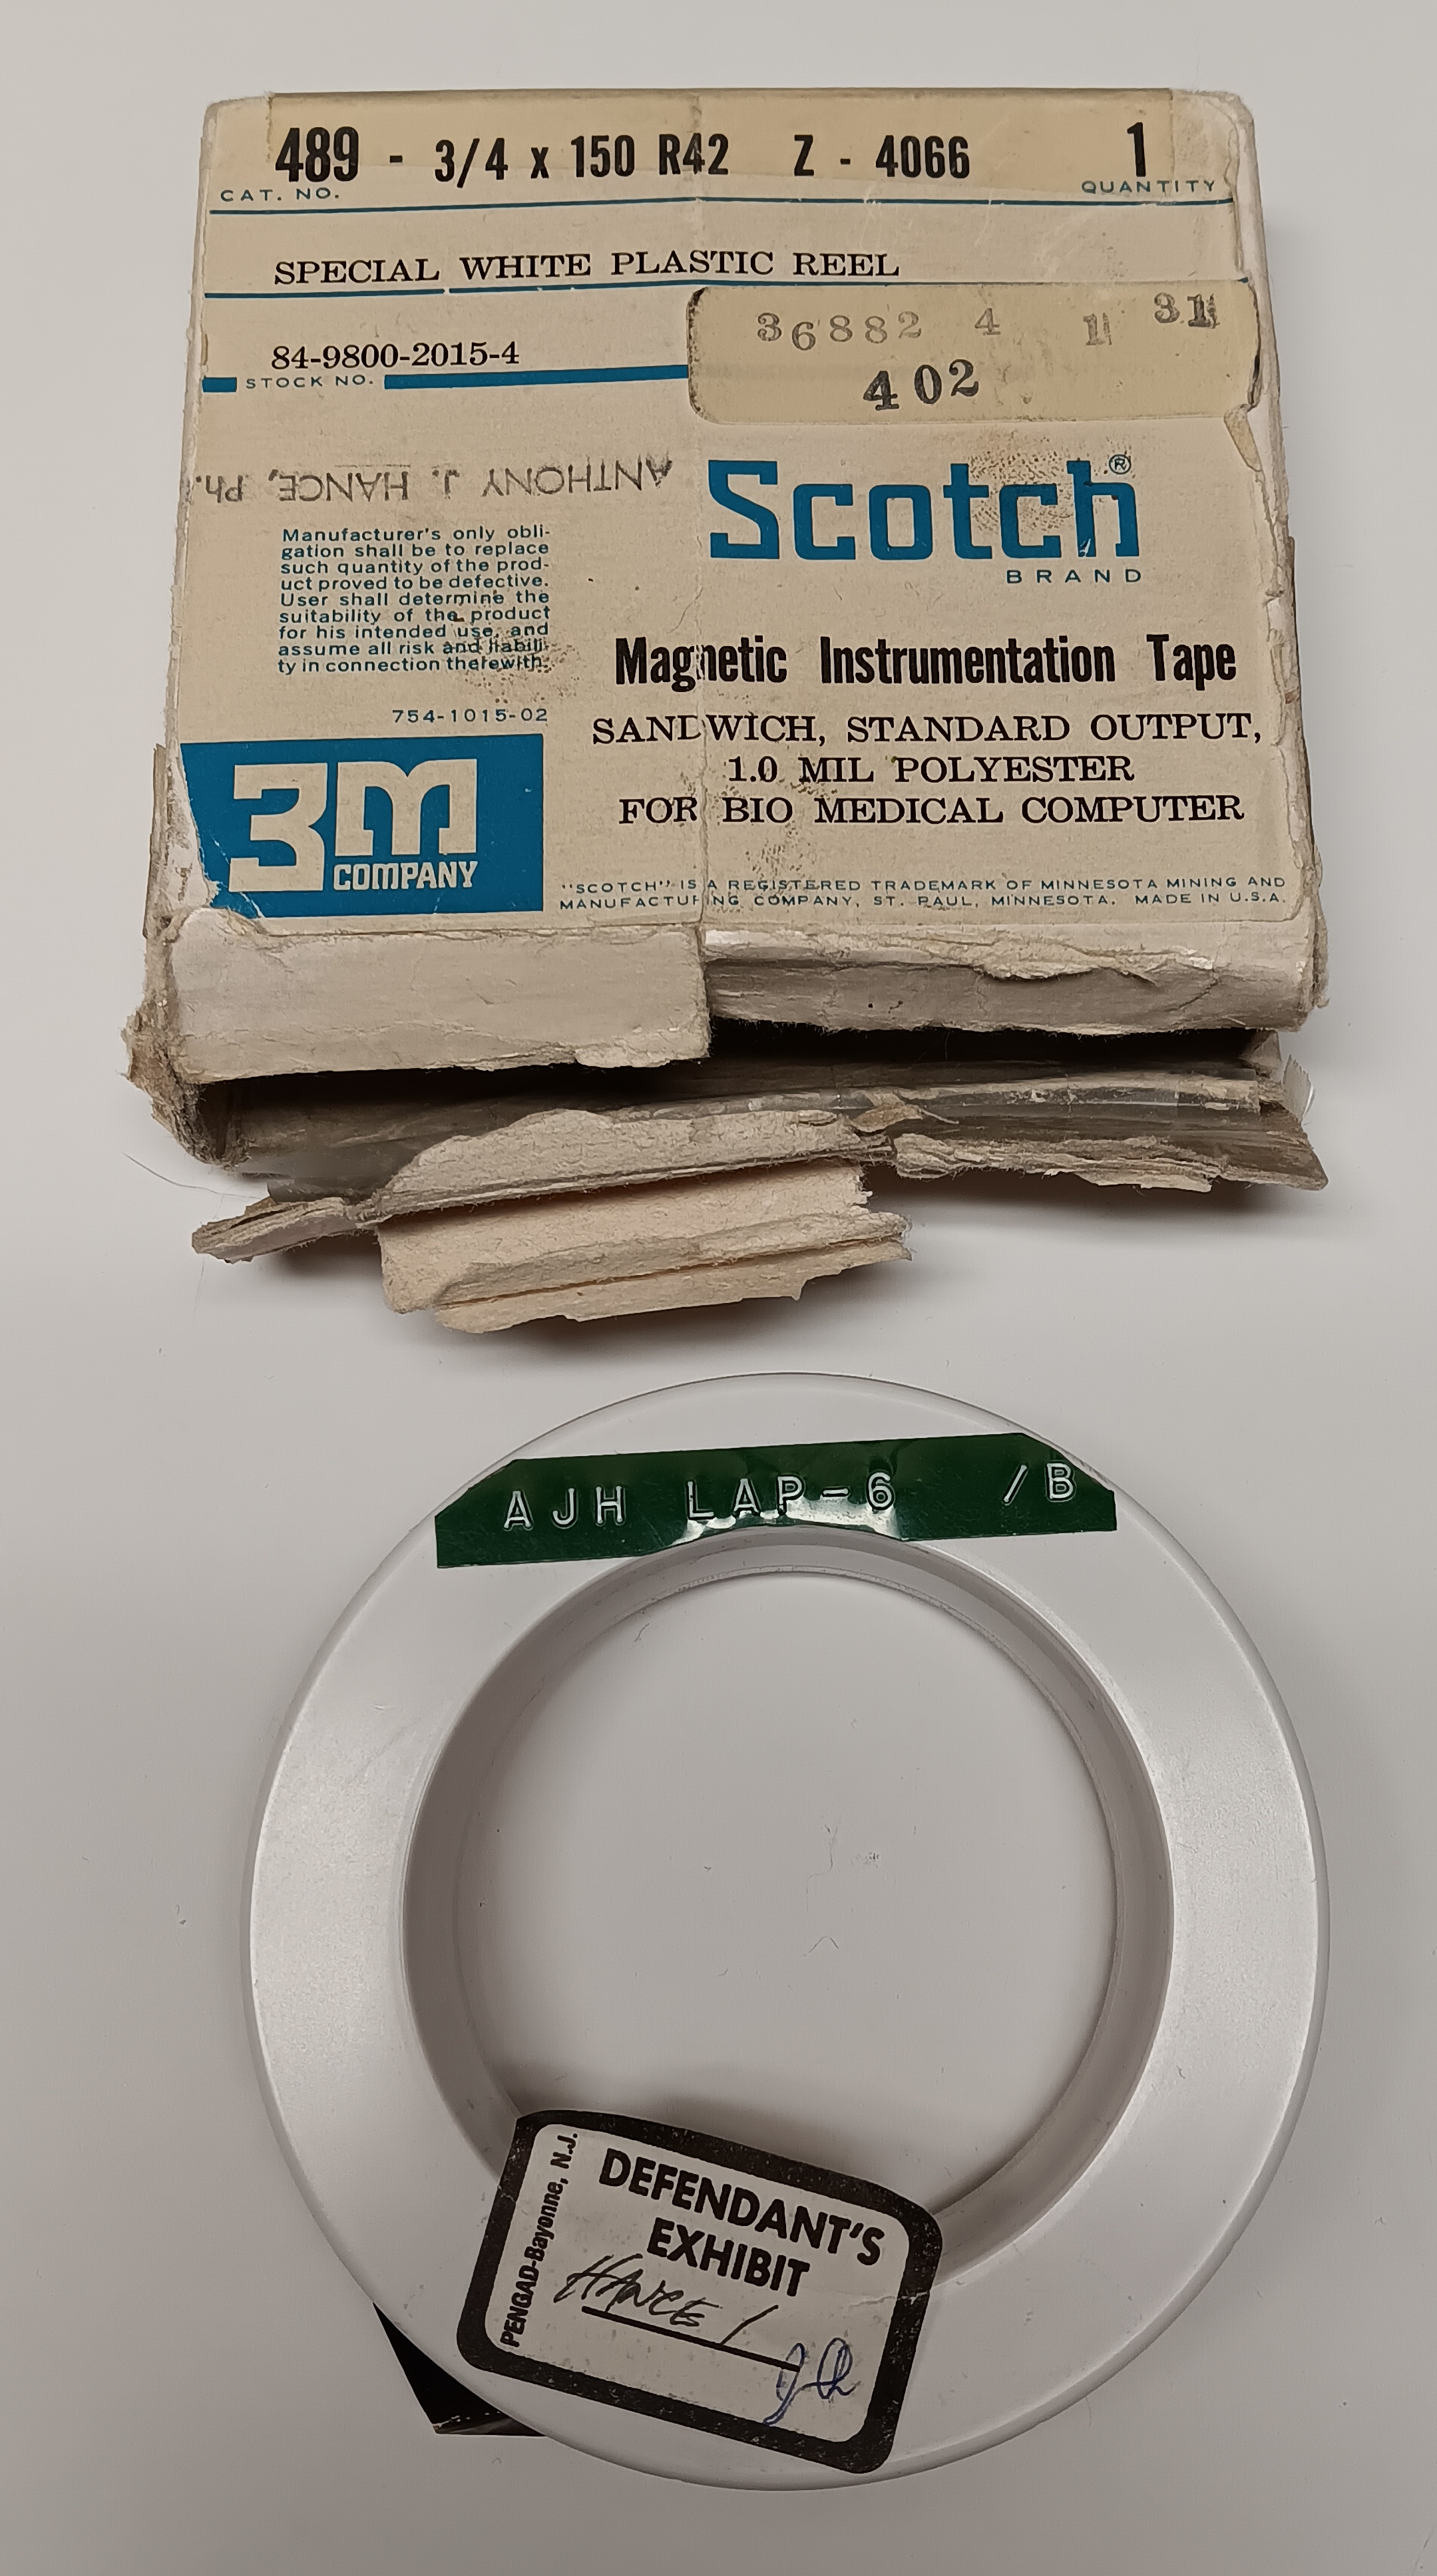 489 - 3/4 x 150 R42 Z - 4066 1
CAT. NO. QUANTITY
SPECIAL WHITE PLASTIC REEL
36882 4 1 31
402
84-9800-2015-4
STOCK NO.
ANTHONY J. HANCE, Ph.
Scotch®
BRAND
Manufacturer's only obli-
gation shall be to replace
such quantity of the prod-
uct proved to be defective.
User shall determine the
suitability of the product
for his intended use, and
assume all risk and liabili-
ty in connection therewith.
754-1015-02
3M
COMPANY
Magnetic Instrumentation Tape
SANDWICH, STANDARD OUTPUT,
1.0 MIL POLYESTER
FOR BIO MEDICAL COMPUTER
"SCOTCH" IS A REGISTERED TRADEMARK OF MINNESOTA MINING AND
MANUFACTURING COMPANY, ST. PAUL, MINNESOTA. MADE IN U.S.A.
AJH LAP-6 /B
PENGAD-Bayonne, N.J.
DEFENDANT'S
EXHIBIT
HANCE 1